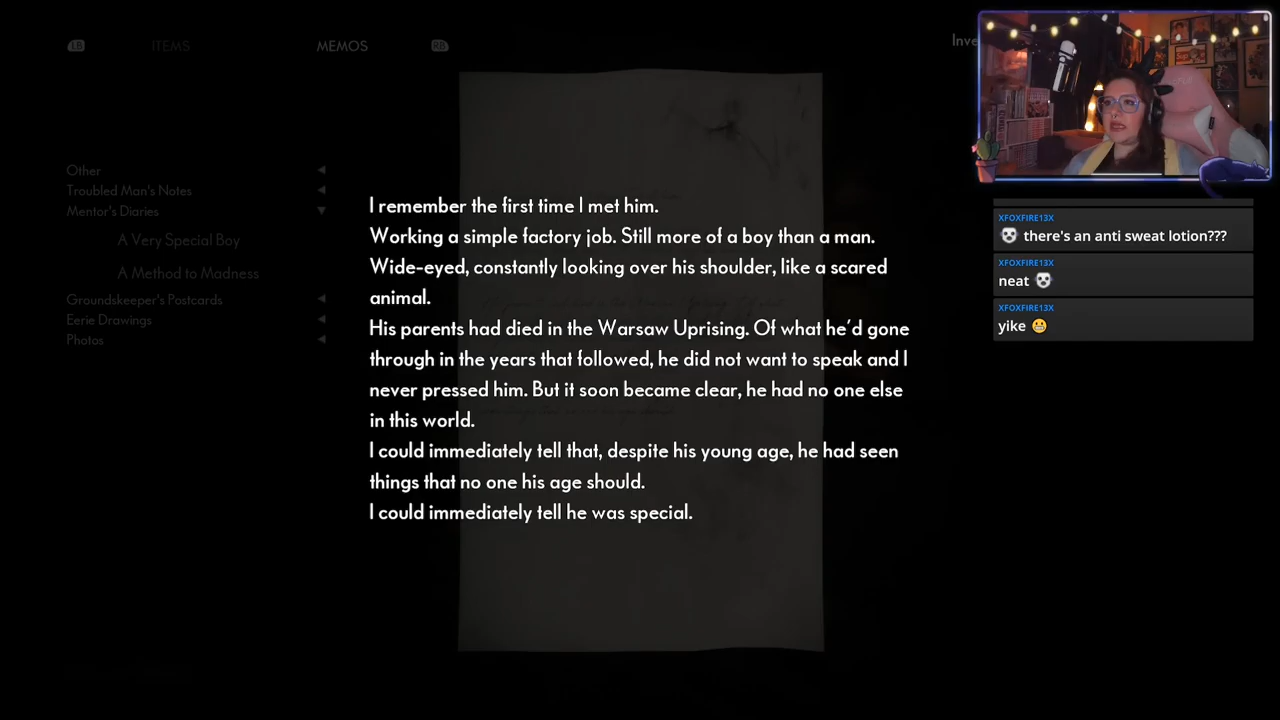 LB
ITEMS
MEMOS
RB
Inve
Other
Troubled Man's Notes
Mentor's Diaries
A Very Special Boy
A Method to Madness
Groundskeeper's Postcards
Eerie Drawings
Photos
I remember the first time I met him.
Working a simple factory job. Still more of a boy than a man.
Wide-eyed, constantly looking over his shoulder, like a scared
animal.
His parents had died in the Warsaw Uprising. Of what he'd gone
through in the years that followed, he did not want to speak and I
never pressed him. But it soon became clear, he had no one else
in this world.
I could immediately tell that, despite his young age, he had seen
things that no one his age should.
I could immediately tell he was special.
XFOXFIRE13X
there's an anti sweat lotion???
XFOXFIRE13X
neat
XFOXFIRE13X
yike